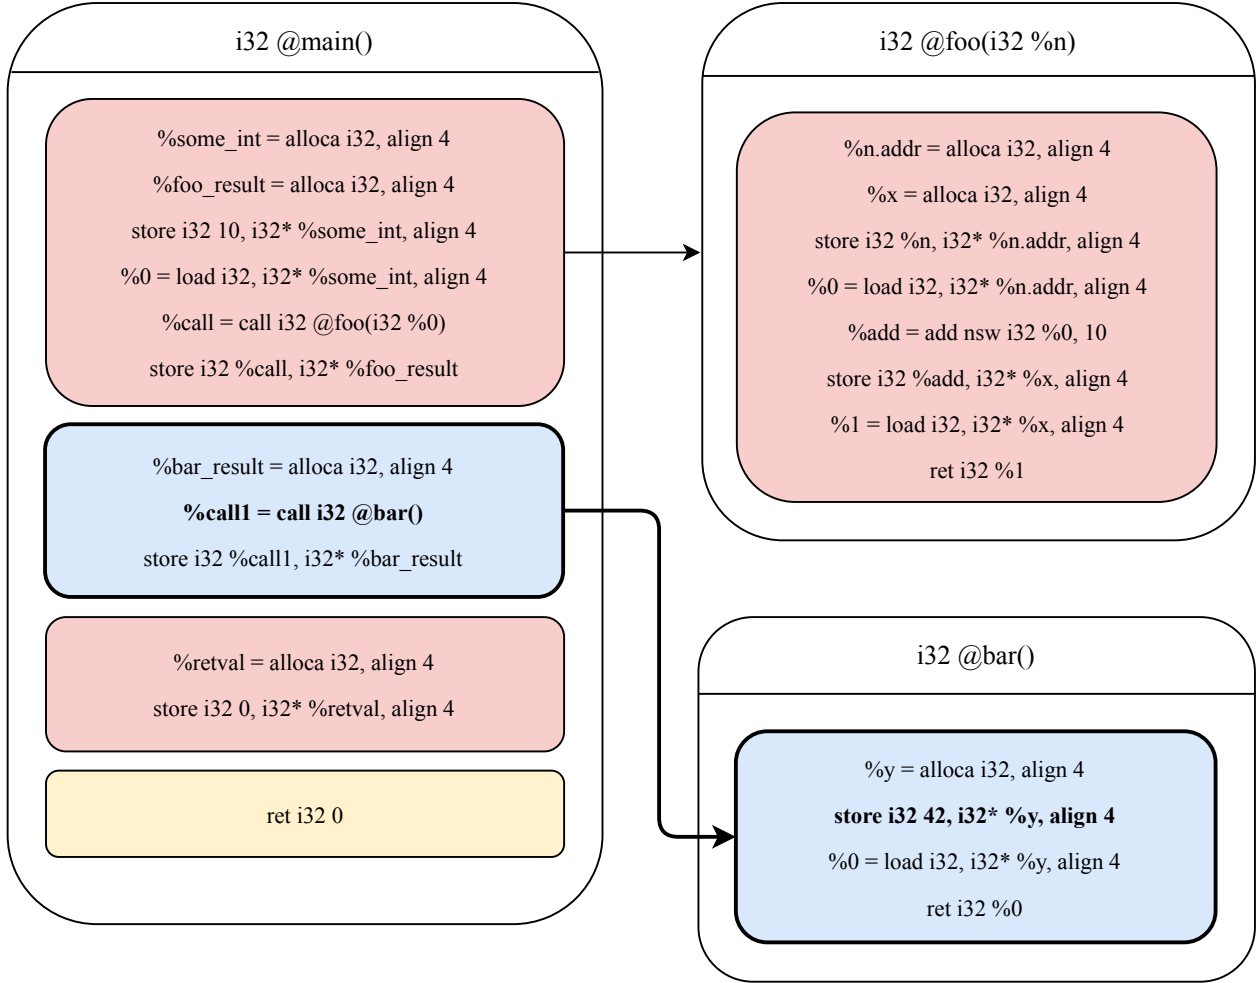 i32 @main()
%some_int = alloca i32, align 4
%foo_result = alloca i32, align 4
store i32 10, i32* %some_int, align 4
%0 = load i32, i32* %some_int, align 4
%call = call i32 @foo(i32 %0)
store i32 %call, i32* %foo_result
%bar_result = alloca i32, align 4
%call1 = call i32 @bar()
store i32 %call1, i32* %bar_result
%retval = alloca i32, align 4
store i32 0, i32* %retval, align 4
ret i32 0
i32 @foo(i32 %n)
%n.addr = alloca i32, align 4
%x = alloca i32, align 4
store i32 %n, i32* %n.addr, align 4
%0 = load i32, i32* %n.addr, align 4
%add = add nsw i32 %0, 10
store i32 %add, i32* %x, align 4
%1 = load i32, i32* %x, align 4
ret i32 %1
i32 @bar()
%y = alloca i32, align 4
store i32 42, i32* %y, align 4
%0 = load i32, i32* %y, align 4
ret i32 %0